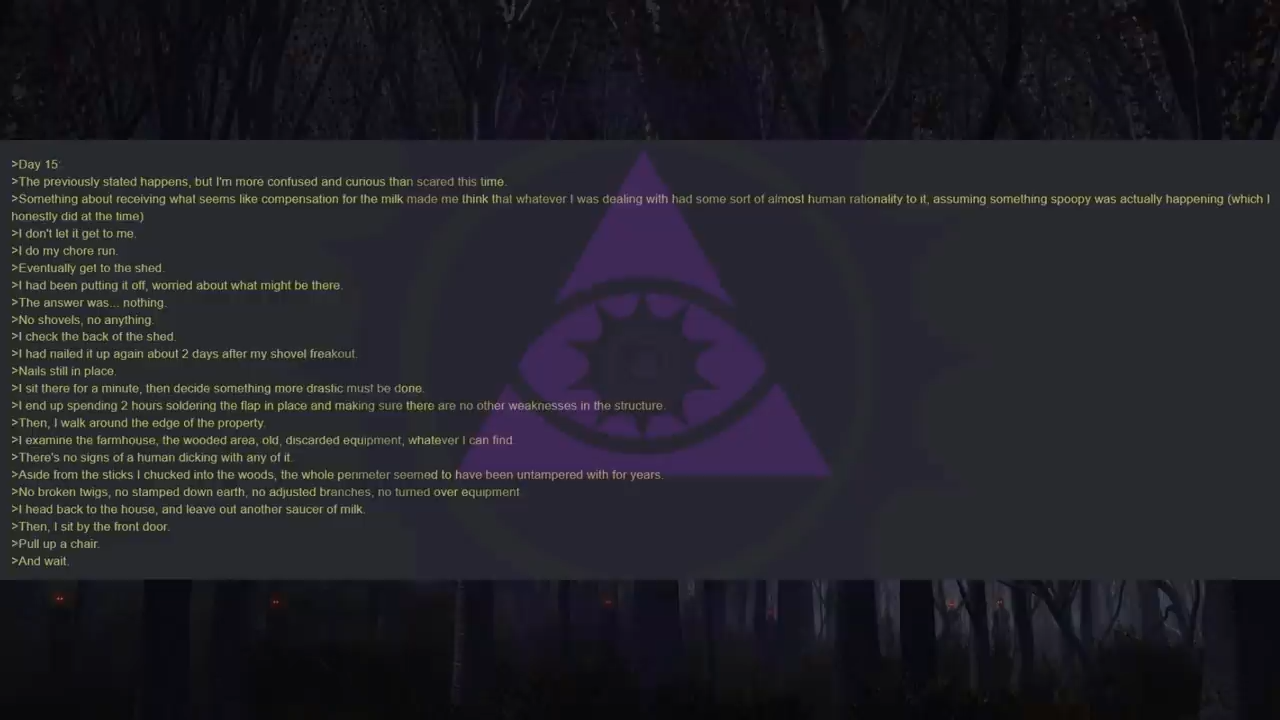 >Day 15:
>The previously stated happens, but I'm more confused and curious than scared this time.
>Something about receiving what seems like compensation for the milk made me think that whatever I was dealing with had some sort of almost human rationality to it, assuming something spoopy was actually happening (which I
honestly did at the time)
>I don't let it get to me.
>I do my chore run.
>Eventually get to the shed.
>I had been putting it off, worried about what might be there.
>The answer was... nothing.
>No shovels, no anything.
>I check the back of the shed.
>I had nailed it up again about 2 days after my shovel freakout.
>Nails still in place.
>I sit there for a minute, then decide something more drastic must be done.
>I end up spending 2 hours soldering the flap in place and making sure there are no other weaknesses in the structure.
>Then, I walk around the edge of the property.
>I examine the farmhouse, the wooded area, old, discarded equipment, whatever I can find.
>There's no signs of a human dicking with any of it.
>Aside from the sticks I chucked into the woods, the whole perimeter seemed to have been untampered with for years.
>No broken twigs, no stamped down earth, no adjusted branches, no turned over equipment.
>I head back to the house, and leave out another saucer of milk.
>Then, I sit by the front door.
>Pull up a chair.
>And wait.